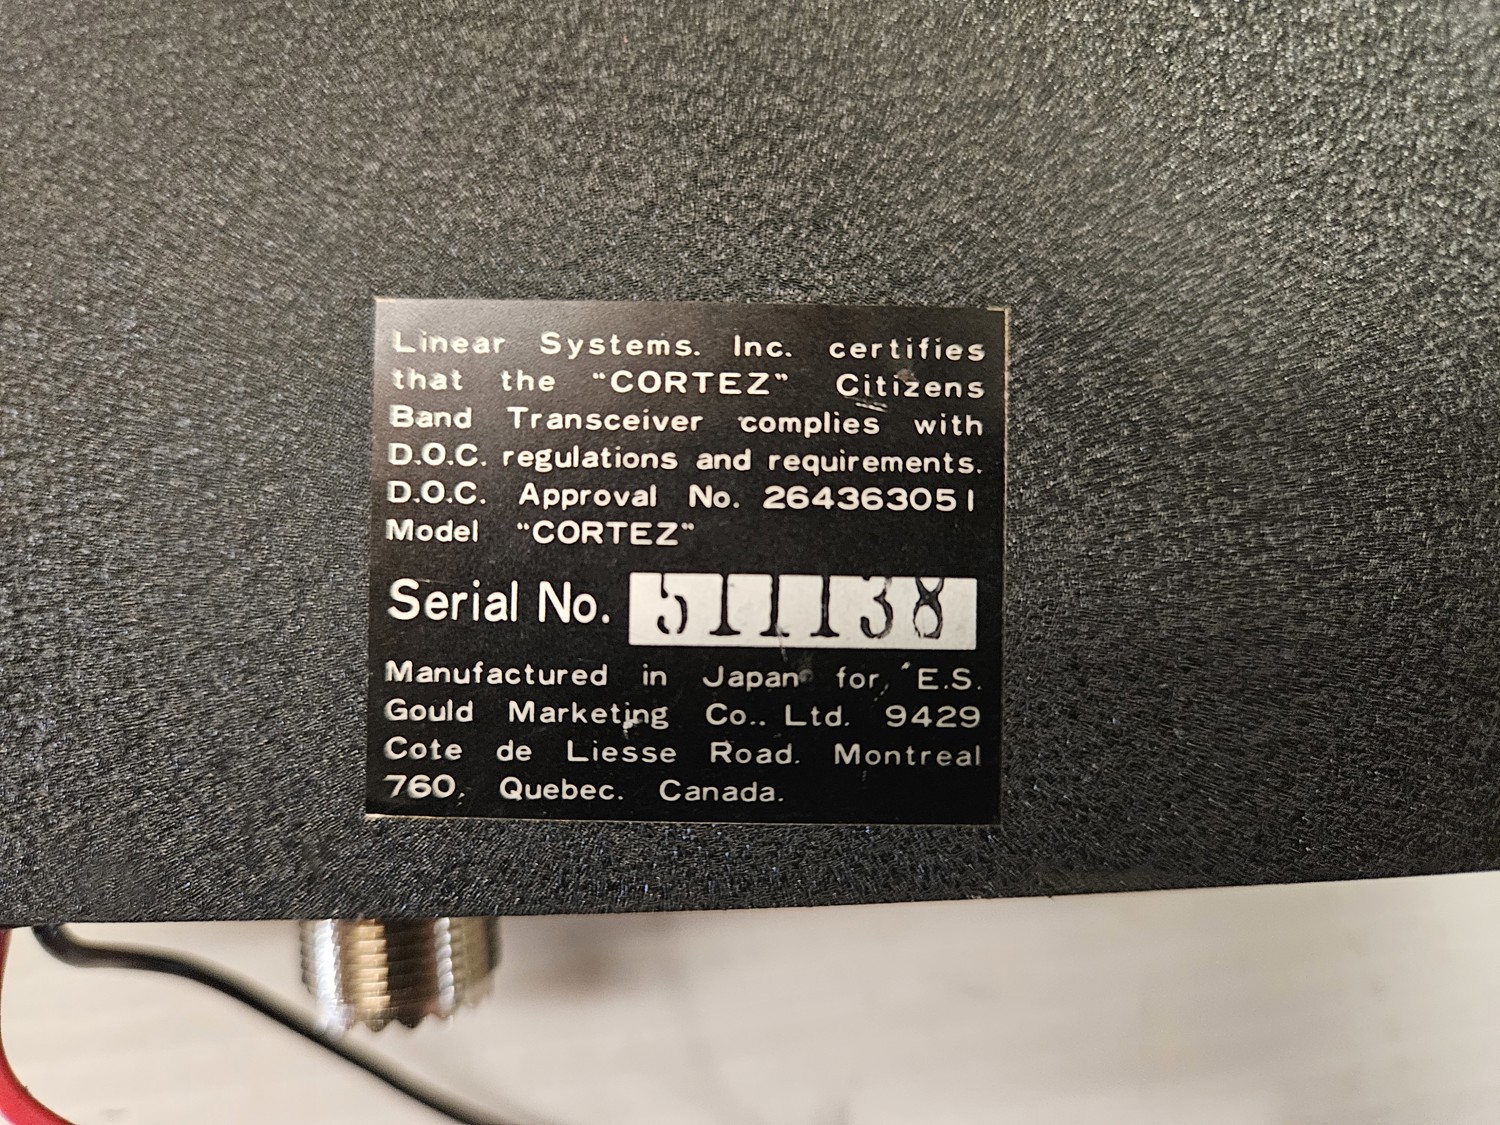 Linear Systems. Inc. certifies
that the "CORTEZ" Citizens
Band Transceiver complies with
D.O.C. regulations and requirements.
D.O.C. Approval No. 264363051
Model "CORTEZ"
Serial No. 511138
Manufactured in Japan for E.S.
Gould Marketing Co.. Ltd. 9429
Cote de Liesse Road. Montreal
760, Quebec. Canada.